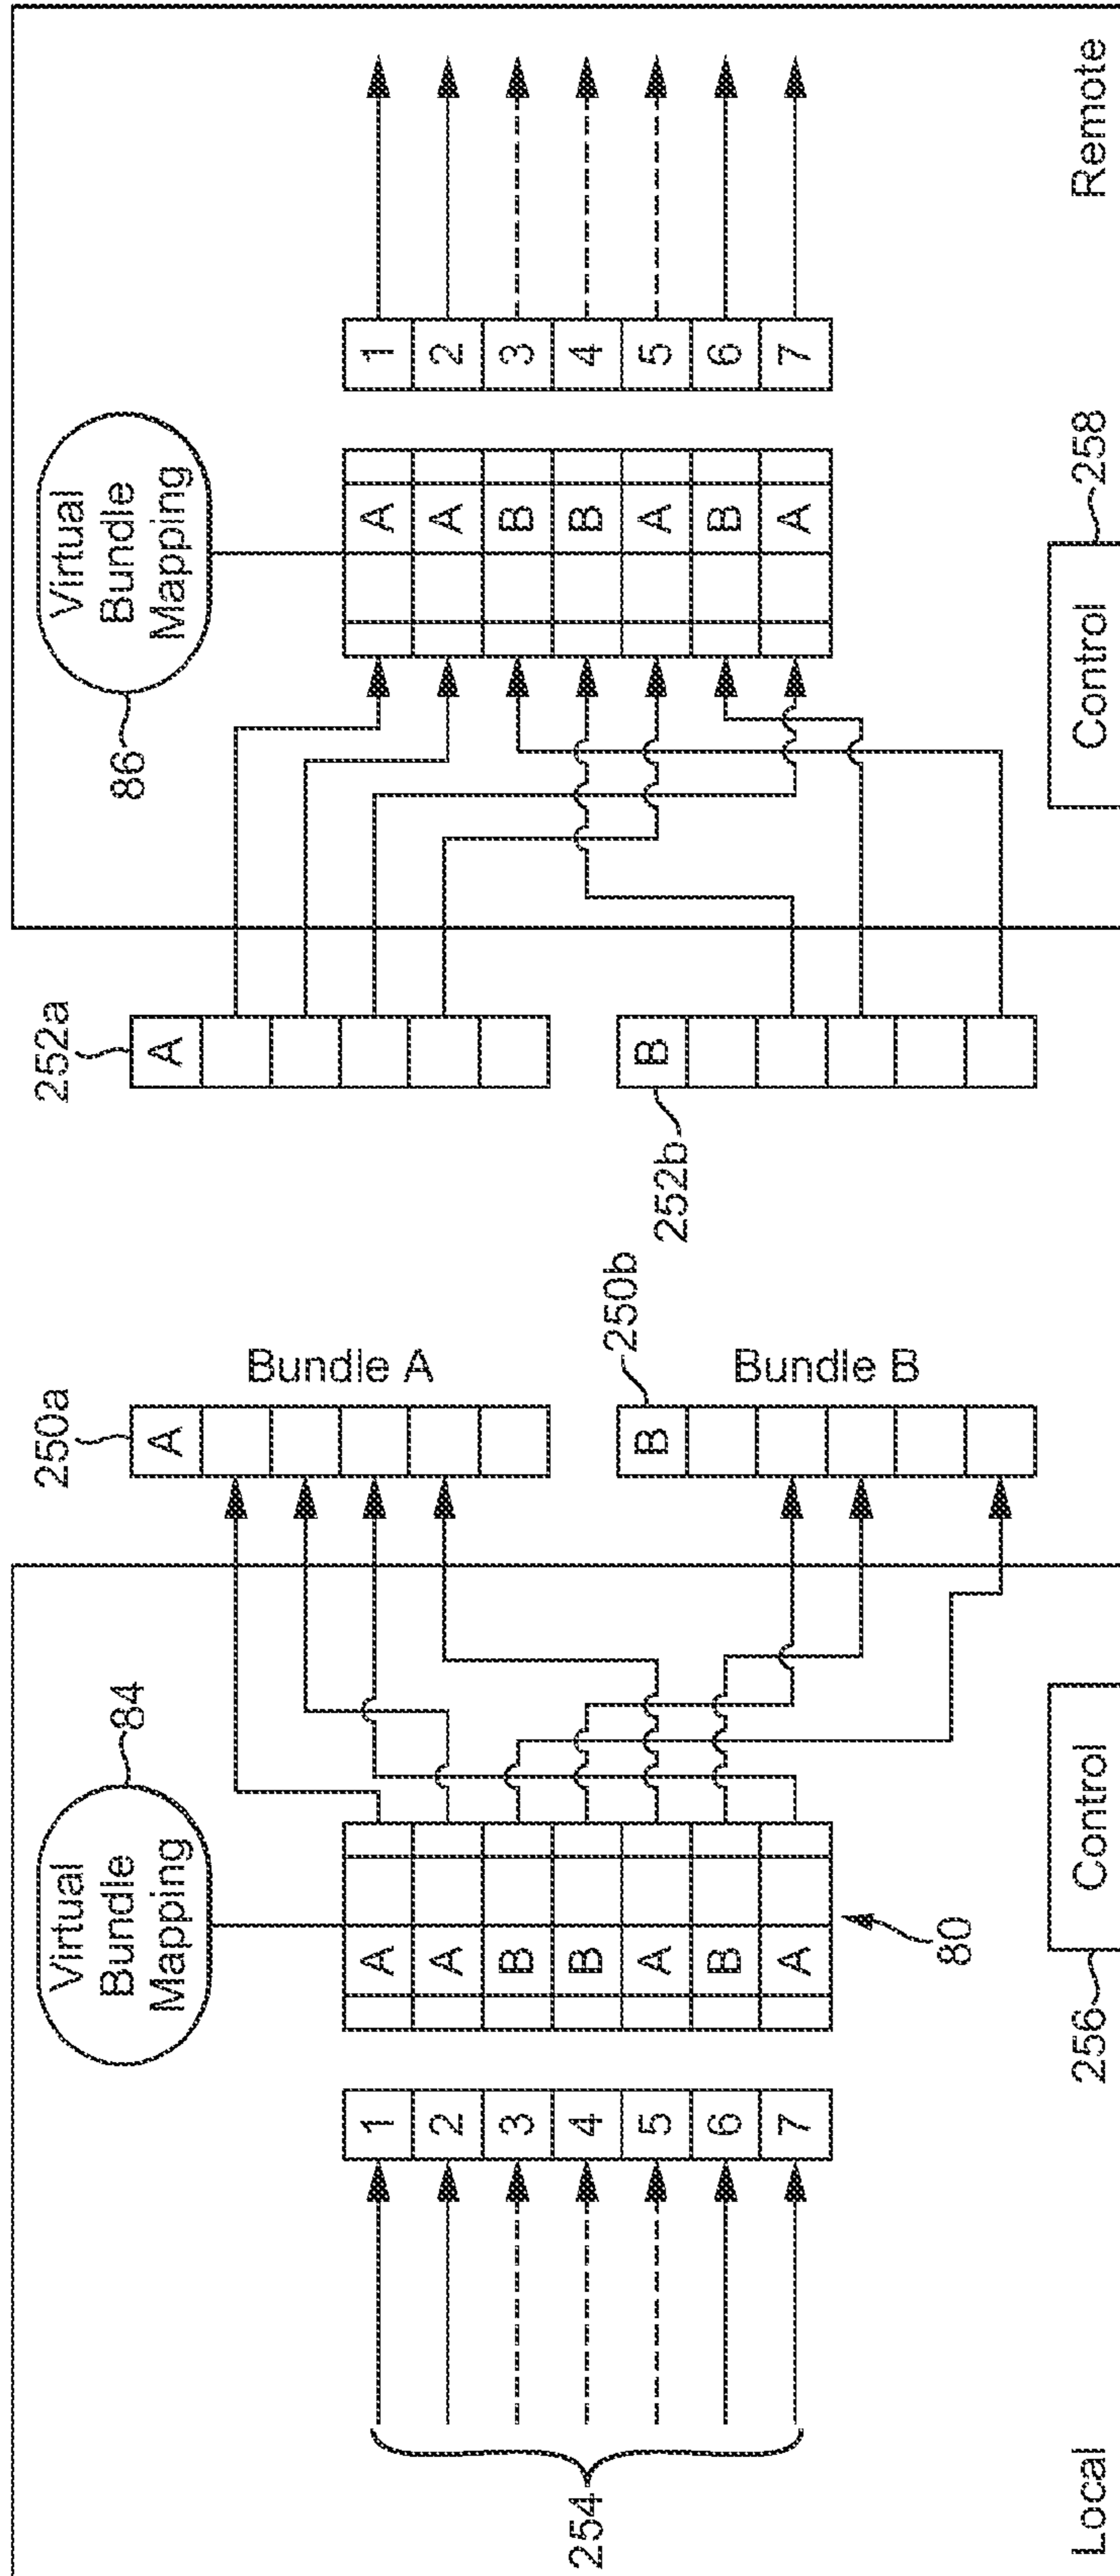 Virtual
Bundle
Mapping
84
254
1
2
3
4
5
6
7
A
A
B
B
A
B
A
80
Local
Control
256
250a
A
Bundle A
250b
B
Bundle B
252a
A
252b
B
Virtual
Bundle
Mapping
86
A
A
B
B
A
B
A
1
2
3
4
5
6
7
Control
258
Remote